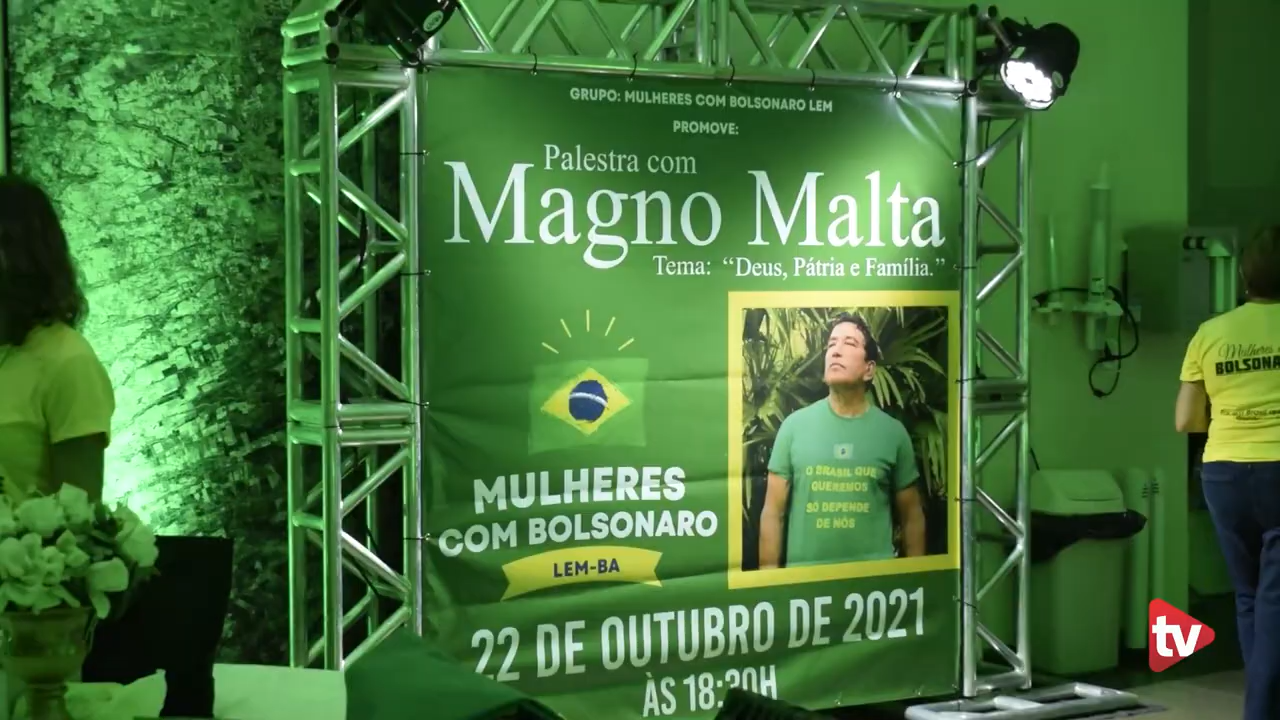 GRUPO: MULHERES COM BOLSONARO LEM
PROMOVE:
Palestra com
Magno Malta
Tema: “Deus, Pátria e Família.”
O BRASIL QUE
QUEREMOS
SÓ DEPENDE
DE NÓS
MULHERES
COM BOLSONARO
LEM-BA
22 DE OUTUBRO DE 2021
ÀS 18:30H
Mulheres
BOLSONA
tv